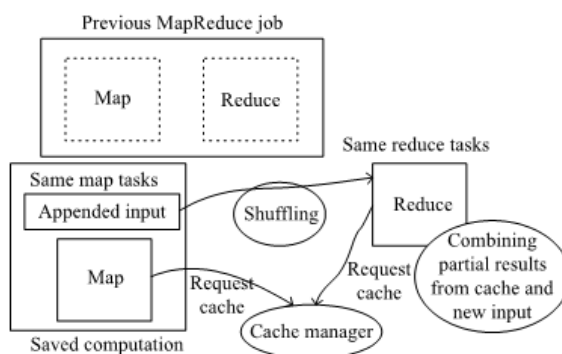 Previous MapReduce job
Map
Reduce
Same reduce tasks
Same map tasks
Appended input
Shuffling
Reduce
Map
Request
cache
Request
cache
Combining
partial results
from cache and
new input
Cache manager
Saved computation